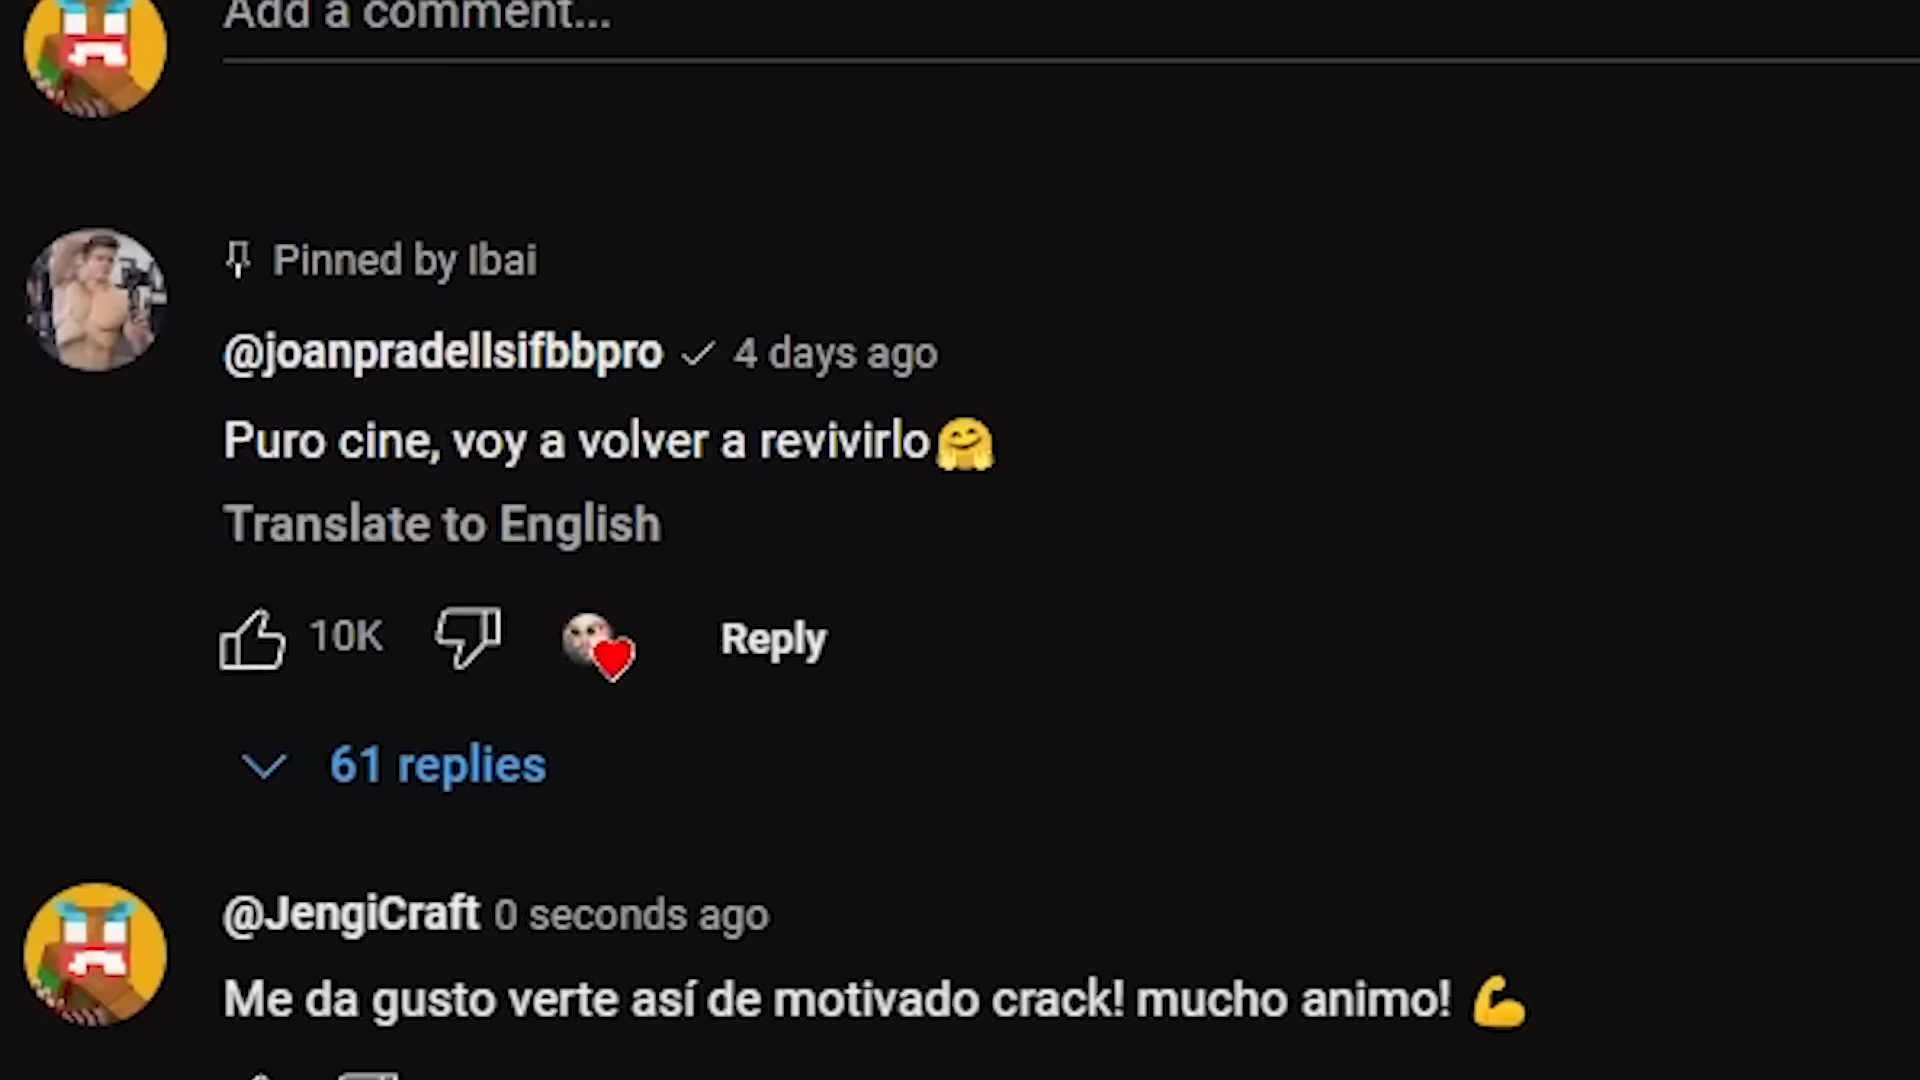 Add a comment...
Pinned by Ibai
@joanpradellsifbbpro 4 days ago
Puro cine, voy a volver a revivirlo🤗
Translate to English
10K Reply
61 replies
@JengiCraft 0 seconds ago
Me da gusto verte así de motivado crack! mucho animo! 💪